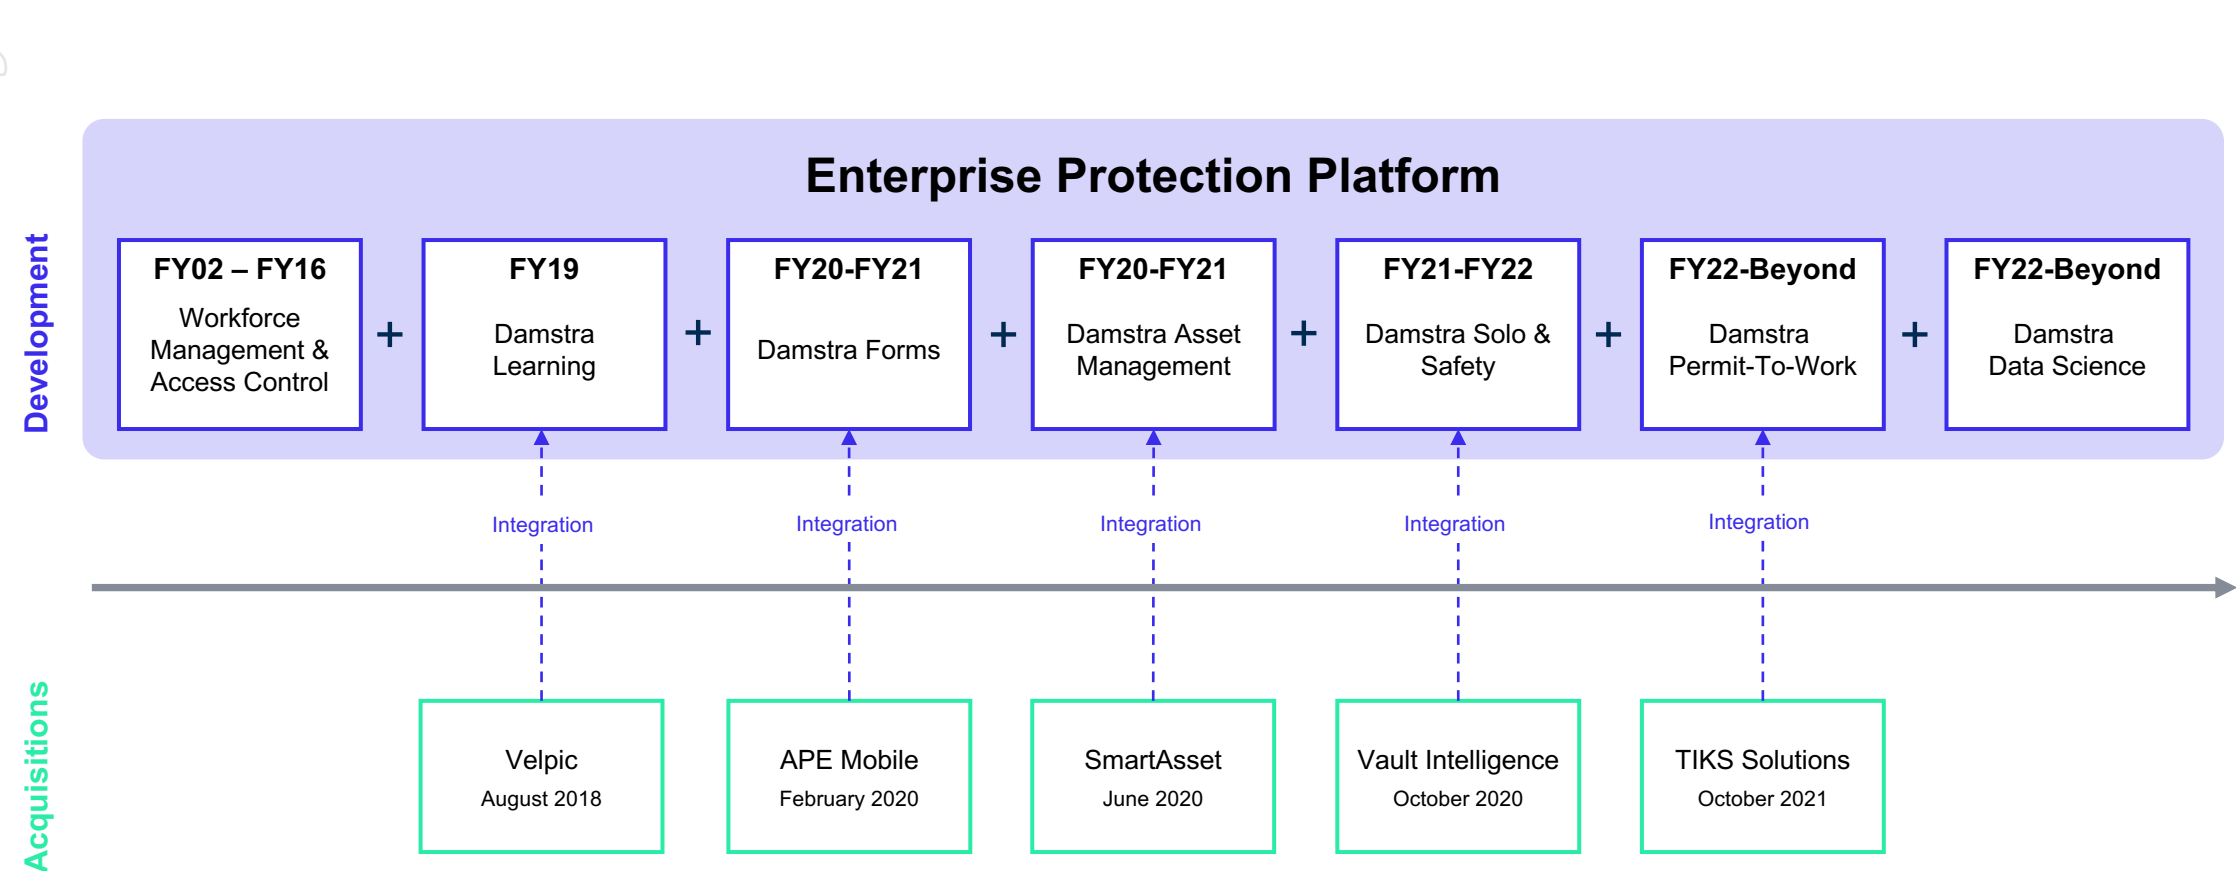 Enterprise Protection Platform
Development
FY02 – FY16
Workforce
Management &
Access Control
+
FY19
Damstra
Learning
+
FY20-FY21
Damstra Forms
+
FY20-FY21
Damstra Asset
Management
+
FY21-FY22
Damstra Solo &
Safety
+
FY22-Beyond
Damstra
Permit-To-Work
+
FY22-Beyond
Damstra
Data Science
Integration
Integration
Integration
Integration
Integration
Acquisitions
Velpic
August 2018
APE Mobile
February 2020
SmartAsset
June 2020
Vault Intelligence
October 2020
TIKS Solutions
October 2021